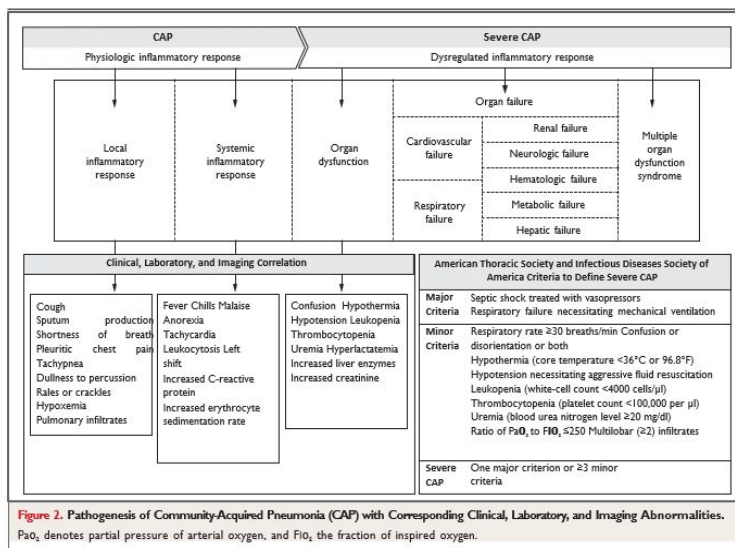 CAP
Severe CAP
Physiologic inflammatory response
Dysregulated inflammatory response
Local
inflammatory
response
Systemic
inflammatory
response
Organ
dysfunction
Organ failure
Cardiovascular
failure
Respiratory
failure
Renal failure
Neurologic failure
Hematologic failure
Metabolic failure
Hepatic failure
Multiple
organ
dysfunction
syndrome
Clinical, Laboratory, and Imaging Correlation
Cough
Sputum production
Shortness of breath
Pleuritic chest pain
Tachypnea
Dullness to percussion
Rales or crackles
Hypoxemia
Pulmonary infiltrates
Fever Chills Malaise
Anorexia
Tachycardia
Leukocytosis Left
shift
Increased C-reactive
protein
Increased erythrocyte
sedimentation rate
Confusion Hypothermia
Hypotension Leukopenia
Thrombocytopenia
Uremia Hyperlactatemia
Increased liver enzymes
Increased creatinine
American Thoracic Society and Infectious Diseases Society of
America Criteria to Define Severe CAP
Major
Criteria
Septic shock treated with vasopressors
Respiratory failure necessitating mechanical ventilation
Minor
Criteria
Respiratory rate ≥30 breaths/min Confusion or
disorientation or both
Hypothermia (core temperature <36°C or 96.8°F)
Hypotension necessitating aggressive fluid resuscitation
Leukopenia (white-cell count <4000 cells/μl)
Thrombocytopenia (platelet count <100,000 per μl)
Uremia (blood urea nitrogen level ≥20 mg/dl)
Ratio of PaO₂ to FIO₂ ≤250 Multilobar (≥2) infiltrates
Severe
CAP
One major criterion or ≥3 minor
criteria
Figure 2. Pathogenesis of Community-Acquired Pneumonia (CAP) with Corresponding Clinical, Laboratory, and Imaging Abnormalities.
PaO₂ denotes partial pressure of arterial oxygen, and FIO₂ the fraction of inspired oxygen.